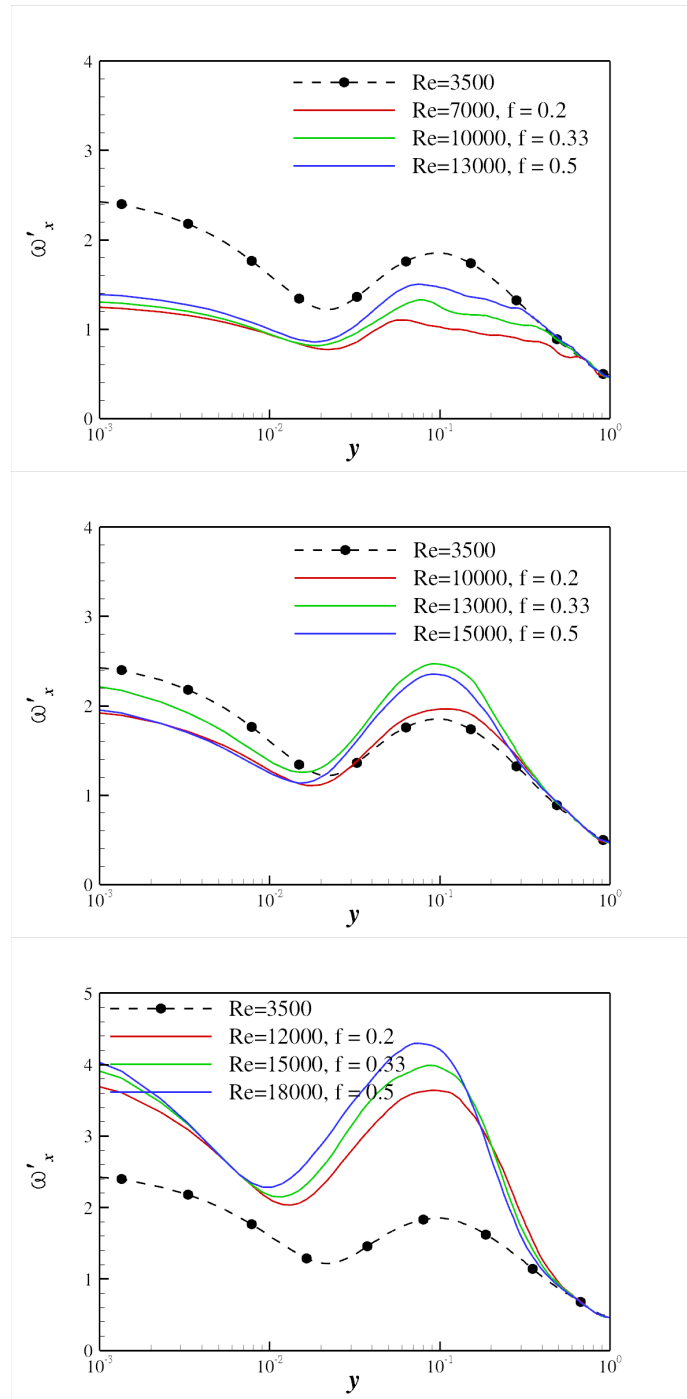 4
Re=3500
Re=7000, f = 0.2
3
Re=10000, f = 0.33
Re=13000, f = 0.5
ω'x
2
1
0
10-3 10-2 10-1 100
y
4
Re=3500
Re=10000, f = 0.2
3
Re=13000, f = 0.33
Re=15000, f = 0.5
ω'x
2
1
0
10-3 10-2 10-1 100
y
5
Re=3500
Re=12000, f = 0.2
4
Re=15000, f = 0.33
Re=18000, f = 0.5
3
ω'x
2
1
0
10-3 10-2 10-1 100
y